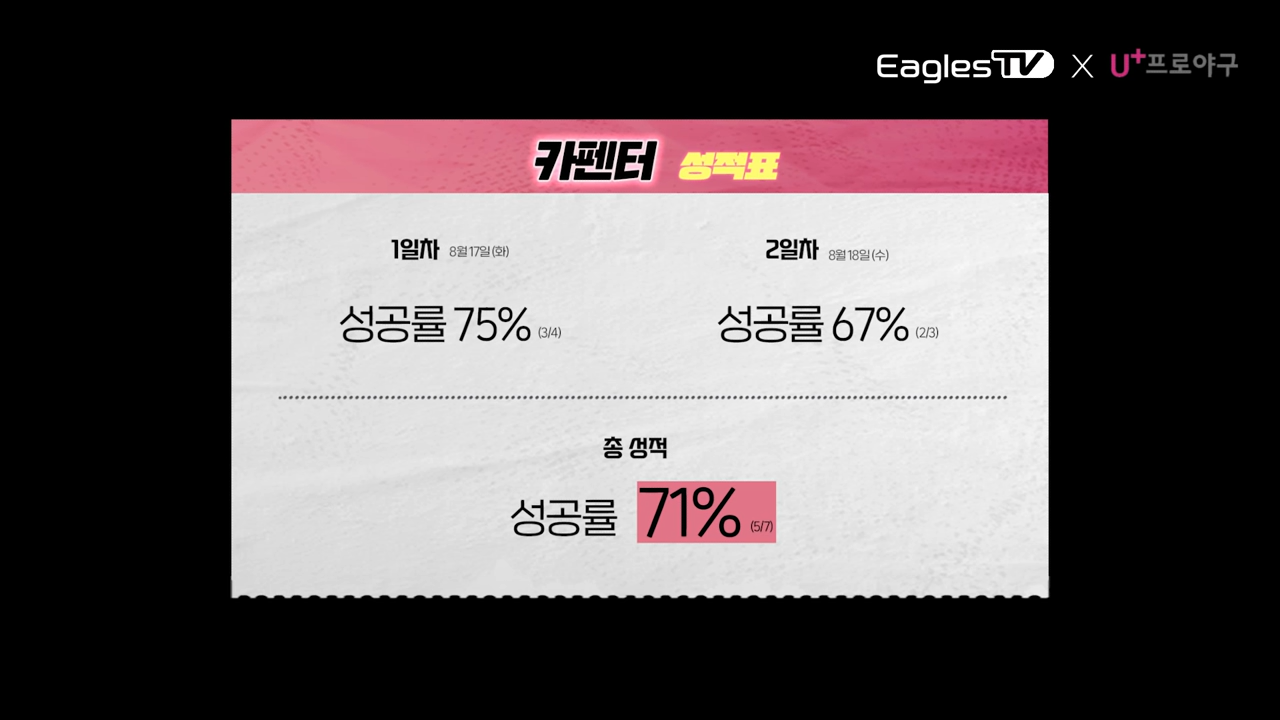 EaglesTV X U+프로야구
카펜터 성적표
1일차 8월 17일 (화)
성공률 75% (3/4)
2일차 8월 18일 (수)
성공률 67% (2/3)
총 성적
성공률 71% (5/7)